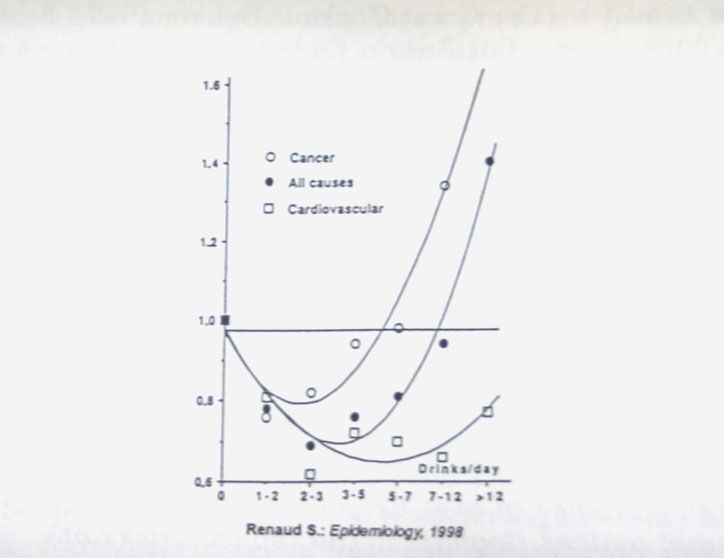 1.6
1.4
1.2
1.0
0.8
0.6
Cancer
All causes
Cardiovascular
Drinks/day
0 1-2 2-3 3-5 5-7 7-12 >12
Renaud S.: Epidemiology, 1998